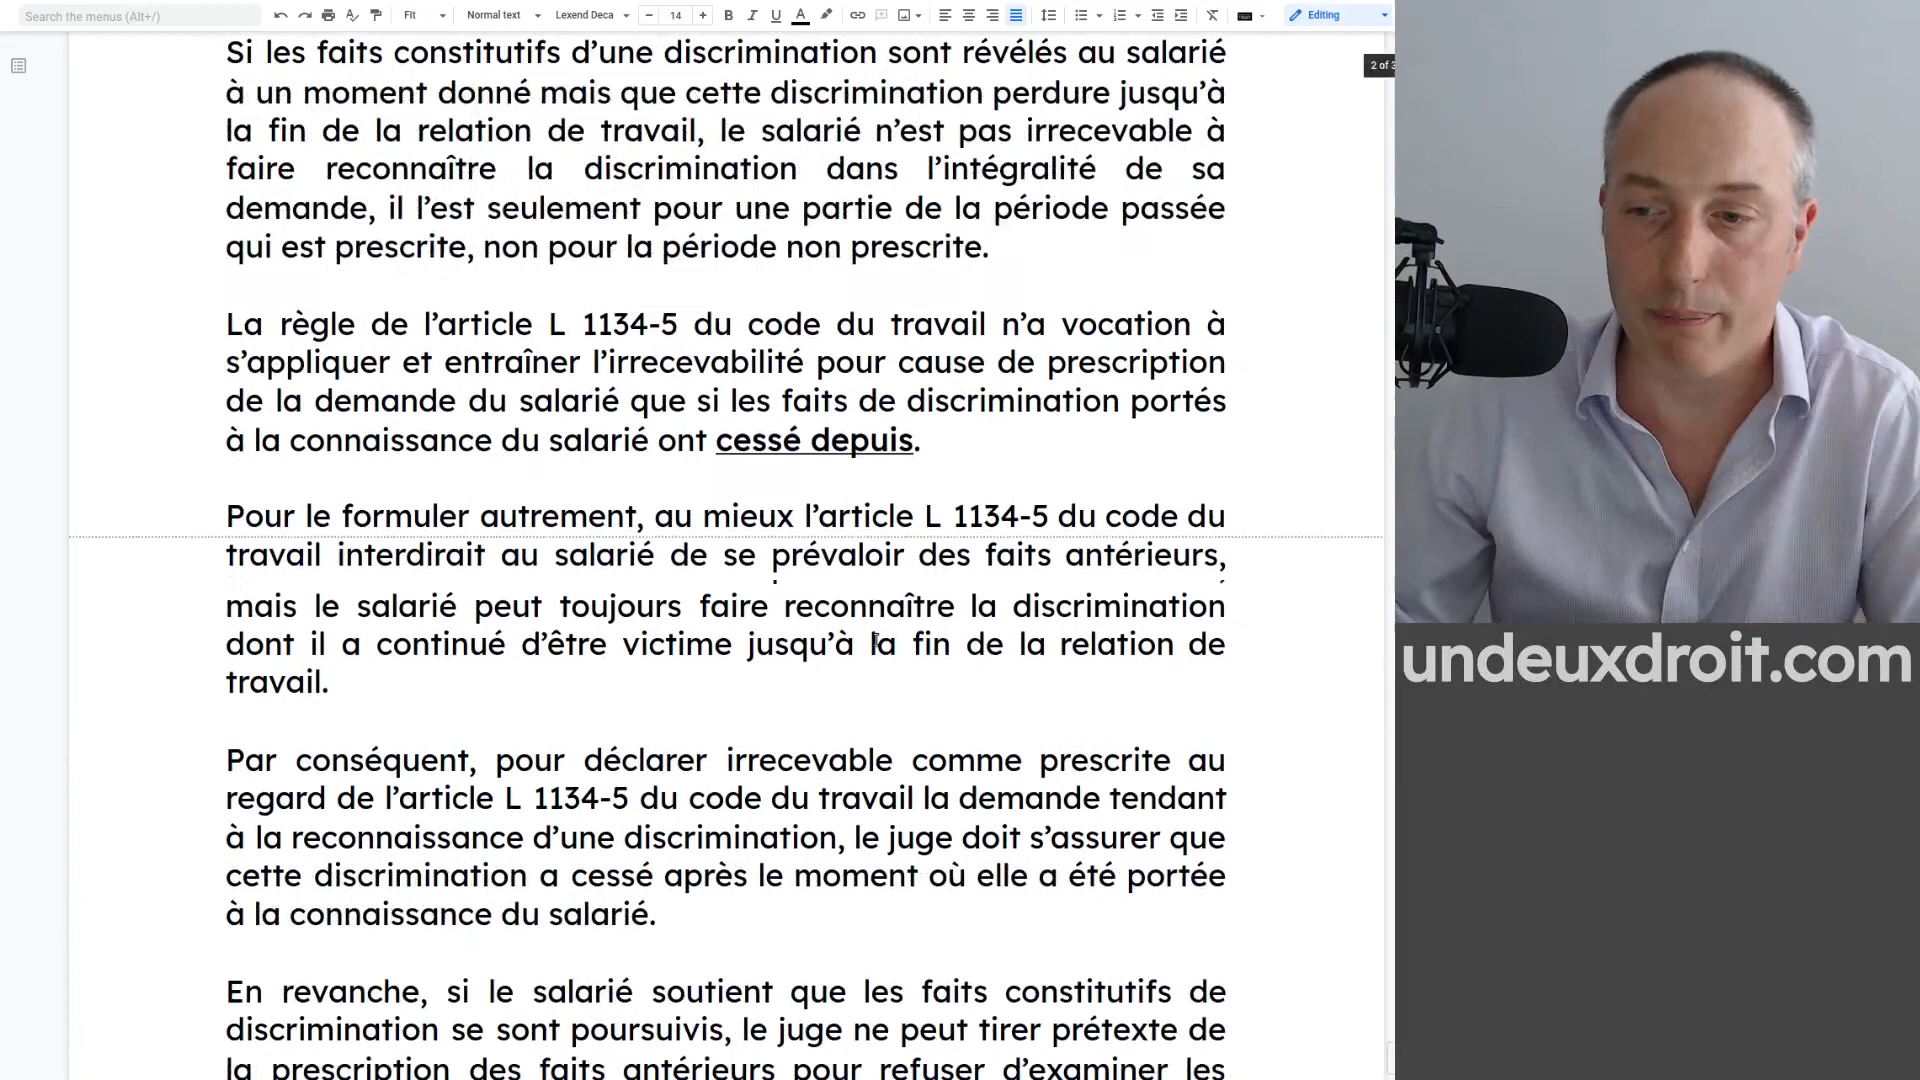 Search the menus (Alt+/)
Fit
Normal text
Lexend Deca
14
Editing
2 of 3
Si les faits constitutifs d’une discrimination sont révélés au salarié
à un moment donné mais que cette discrimination perdure jusqu’à
la fin de la relation de travail, le salarié n’est pas irrecevable à
faire reconnaître la discrimination dans l’intégralité de sa
demande, il l’est seulement pour une partie de la période passée
qui est prescrite, non pour la période non prescrite.
La règle de l’article L 1134-5 du code du travail n’a vocation à
s’appliquer et entraîner l’irrecevabilité pour cause de prescription
de la demande du salarié que si les faits de discrimination portés
à la connaissance du salarié ont cessé depuis.
Pour le formuler autrement, au mieux l’article L 1134-5 du code du
travail interdirait au salarié de se prévaloir des faits antérieurs,
mais le salarié peut toujours faire reconnaître la discrimination
dont il a continué d’être victime jusqu’à la fin de la relation de
travail.
Par conséquent, pour déclarer irrecevable comme prescrite au
regard de l’article L 1134-5 du code du travail la demande tendant
à la reconnaissance d’une discrimination, le juge doit s’assurer que
cette discrimination a cessé après le moment où elle a été portée
à la connaissance du salarié.
En revanche, si le salarié soutient que les faits constitutifs de
discrimination se sont poursuivis, le juge ne peut tirer prétexte de
la prescription des faits antérieurs pour refuser d’examiner les
undeuxdroit.com